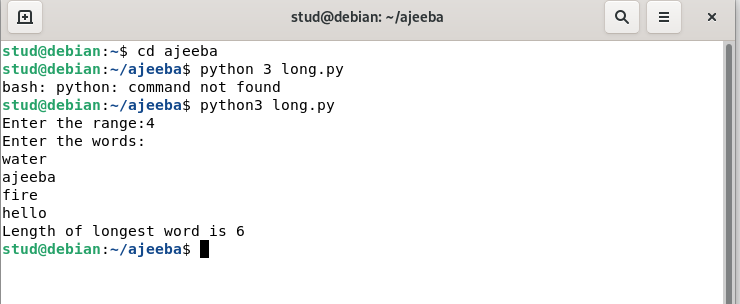 stud@debian: ~/ajeeba
stud@debian:~$ cd ajeeba
stud@debian:~/ajeeba$ python 3 long.py
bash: python: command not found
stud@debian:~/ajeeba$ python3 long.py
Enter the range:4
Enter the words:
water
ajeeba
fire
hello
Length of longest word is 6
stud@debian:~/ajeeba$